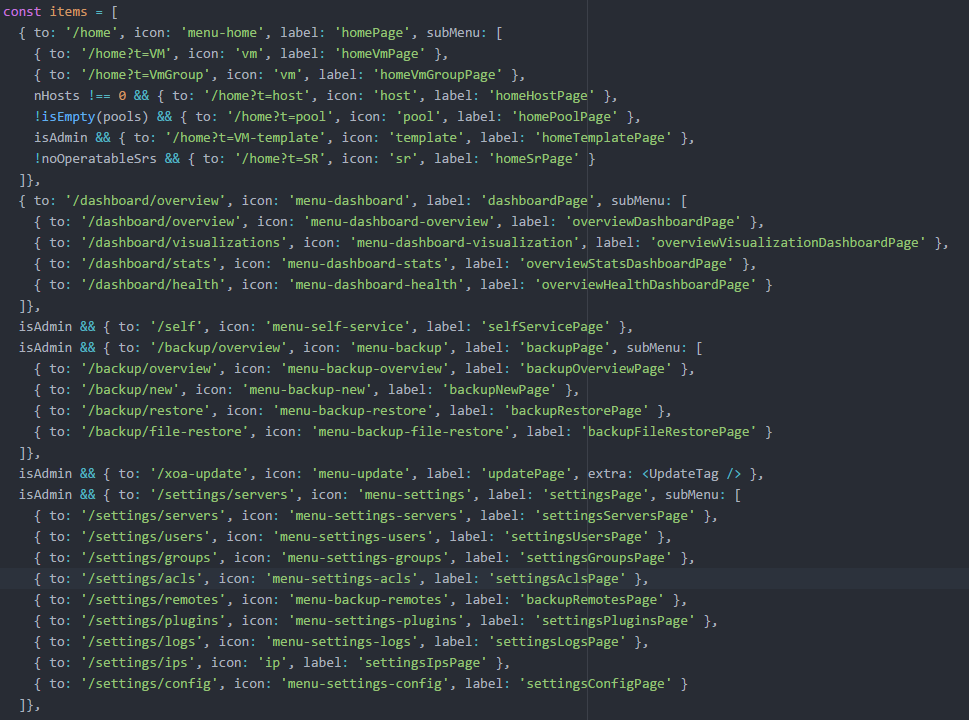 const items = [
  { to: '/home', icon: 'menu-home', label: 'homePage', subMenu: [
    { to: '/home?t=VM', icon: 'vm', label: 'homeVmPage' },
    { to: '/home?t=VmGroup', icon: 'vm', label: 'homeVmGroupPage' },
    nHosts !== 0 && { to: '/home?t=host', icon: 'host', label: 'homeHostPage' },
    !isEmpty(pools) && { to: '/home?t=pool', icon: 'pool', label: 'homePoolPage' },
    isAdmin && { to: '/home?t=VM-template', icon: 'template', label: 'homeTemplatePage' },
    !noOperatableSrs && { to: '/home?t=SR', icon: 'sr', label: 'homeSrPage' }
  ]},
  { to: '/dashboard/overview', icon: 'menu-dashboard', label: 'dashboardPage', subMenu: [
    { to: '/dashboard/overview', icon: 'menu-dashboard-overview', label: 'overviewDashboardPage' },
    { to: '/dashboard/visualizations', icon: 'menu-dashboard-visualization', label: 'overviewVisualizationDashboardPage' },
    { to: '/dashboard/stats', icon: 'menu-dashboard-stats', label: 'overviewStatsDashboardPage' },
    { to: '/dashboard/health', icon: 'menu-dashboard-health', label: 'overviewHealthDashboardPage' }
  ]},
  isAdmin && { to: '/self', icon: 'menu-self-service', label: 'selfServicePage' },
  isAdmin && { to: '/backup/overview', icon: 'menu-backup', label: 'backupPage', subMenu: [
    { to: '/backup/overview', icon: 'menu-backup-overview', label: 'backupOverviewPage' },
    { to: '/backup/new', icon: 'menu-backup-new', label: 'backupNewPage' },
    { to: '/backup/restore', icon: 'menu-backup-restore', label: 'backupRestorePage' },
    { to: '/backup/file-restore', icon: 'menu-backup-file-restore', label: 'backupFileRestorePage' }
  ]},
  isAdmin && { to: '/xoa-update', icon: 'menu-update', label: 'updatePage', extra: <UpdateTag /> },
  isAdmin && { to: '/settings/servers', icon: 'menu-settings', label: 'settingsPage', subMenu: [
    { to: '/settings/servers', icon: 'menu-settings-servers', label: 'settingsServersPage' },
    { to: '/settings/users', icon: 'menu-settings-users', label: 'settingsUsersPage' },
    { to: '/settings/groups', icon: 'menu-settings-groups', label: 'settingsGroupsPage' },
    { to: '/settings/acls', icon: 'menu-settings-acls', label: 'settingsAclsPage' },
    { to: '/settings/remotes', icon: 'menu-backup-remotes', label: 'backupRemotesPage' },
    { to: '/settings/plugins', icon: 'menu-settings-plugins', label: 'settingsPluginsPage' },
    { to: '/settings/logs', icon: 'menu-settings-logs', label: 'settingsLogsPage' },
    { to: '/settings/ips', icon: 'ip', label: 'settingsIpsPage' },
    { to: '/settings/config', icon: 'menu-settings-config', label: 'settingsConfigPage' }
  ]},